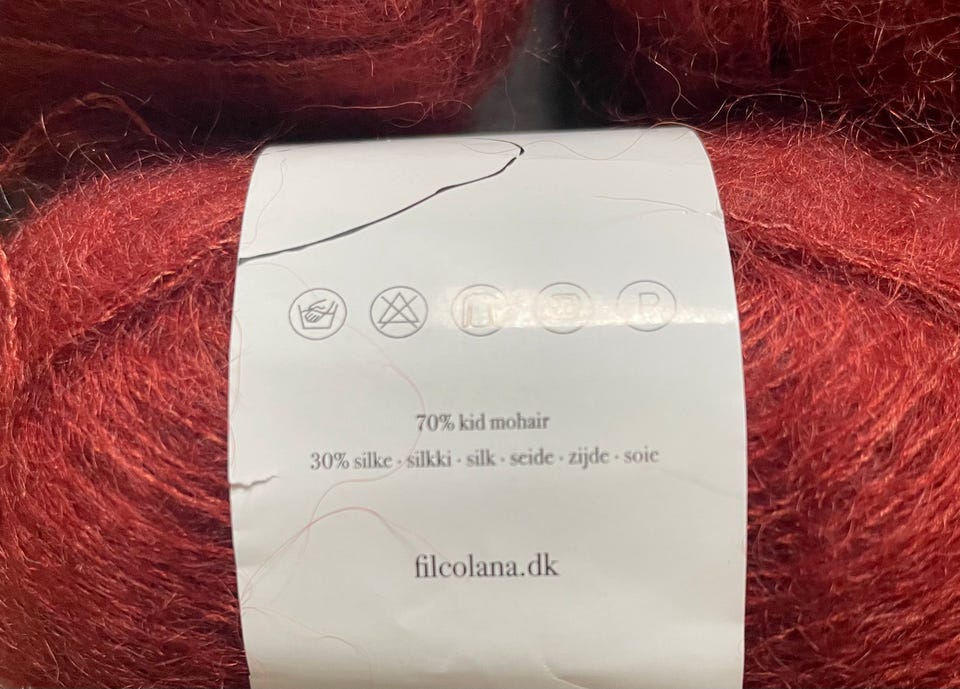 P
70% kid mohair
30% silke · silkki · silk · seide · zijde · soie
filcolana.dk